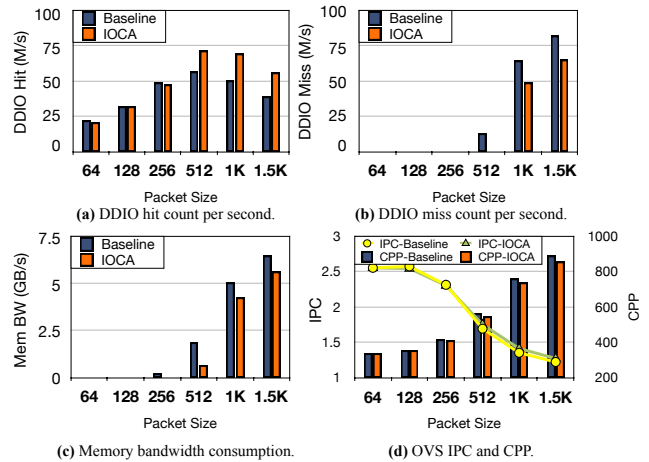 100
75
50
25
0
DDIO Hit (M/s)
Baseline
IOCA
64 128 256 512 1K 1.5K
Packet Size
(a) DDIO hit count per second.
100
75
50
25
0
DDIO Miss (M/s)
Baseline
IOCA
64 128 256 512 1K 1.5K
Packet Size
(b) DDIO miss count per second.
7.5
5
2.5
0
Mem BW (GB/s)
Baseline
IOCA
64 128 256 512 1K 1.5K
Packet Size
(c) Memory bandwidth consumption.
3
2.5
2
1.5
1
IPC
IPC-Baseline IPC-IOCA
CPP-Baseline CPP-IOCA
1000
800
600
400
200
CPP
64 128 256 512 1K 1.5K
Packet Size
(d) OVS IPC and CPP.